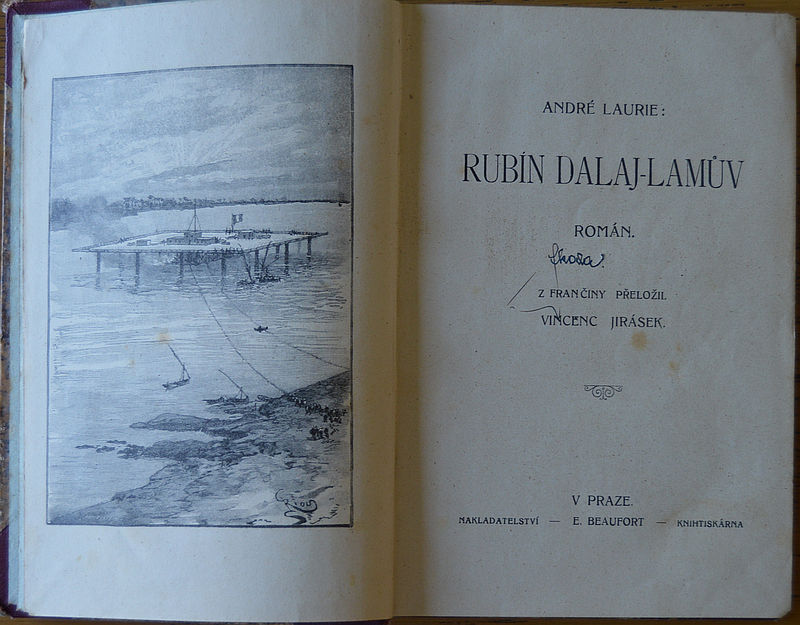 ANDRÉ LAURIE:
RUBÍN DALAJ-LAMŮV
ROMÁN.
Z FRANČINY PŘELOŽIL
VINCENC JIRÁSEK.
V PRAZE.
NAKLADATELSTVÍ — E. BEAUFORT — KNIHTISKÁRNA